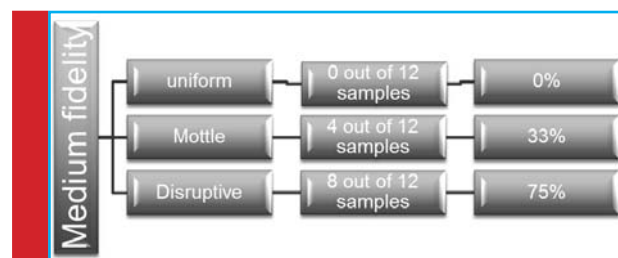 Medium fidelity
uniform
0 out of 12
samples
0%
Mottle
4 out of 12
samples
33%
Disruptive
8 out of 12
samples
75%